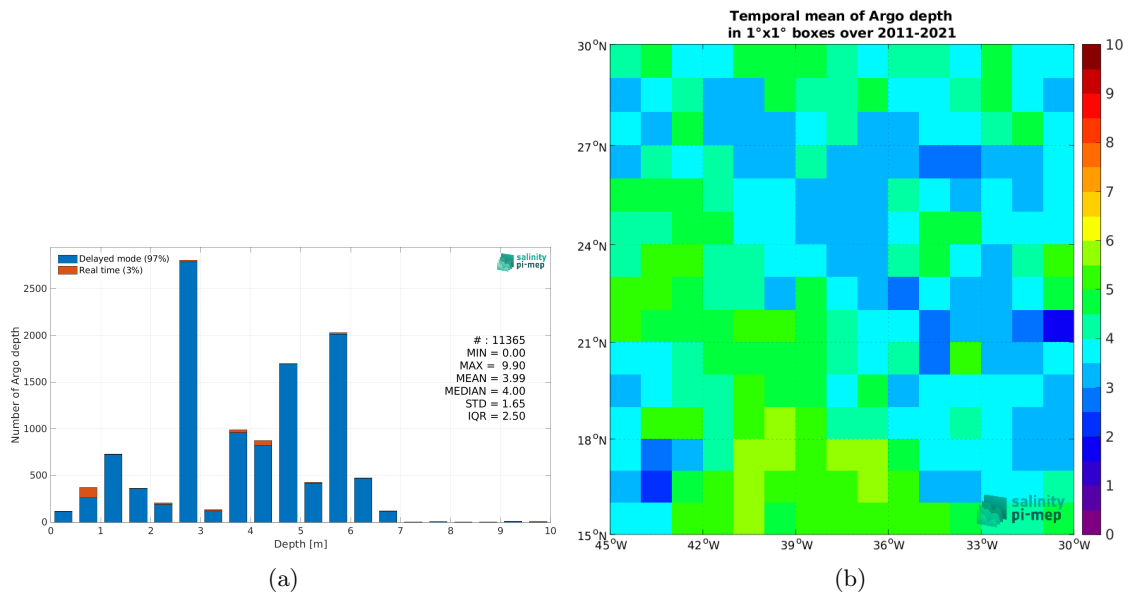 Delayed mode (97%)
Real time (3%)
salinity
pi-mep
# : 11365
MIN = 0.00
MAX = 9.90
MEAN = 3.99
MEDIAN = 4.00
STD = 1.65
IQR = 2.50
Number of Argo depth
2500
2000
1500
1000
500
0
0 1 2 3 4 5 6 7 8 9 10
Depth [m]
(a)
Temporal mean of Argo depth
in 1°x1° boxes over 2011-2021
30°N
27°N
24°N
21°N
18°N
15°N
45°W 42°W 39°W 36°W 33°W 30°W
salinity
pi-mep
10
9
8
7
6
5
4
3
2
1
0
(b)